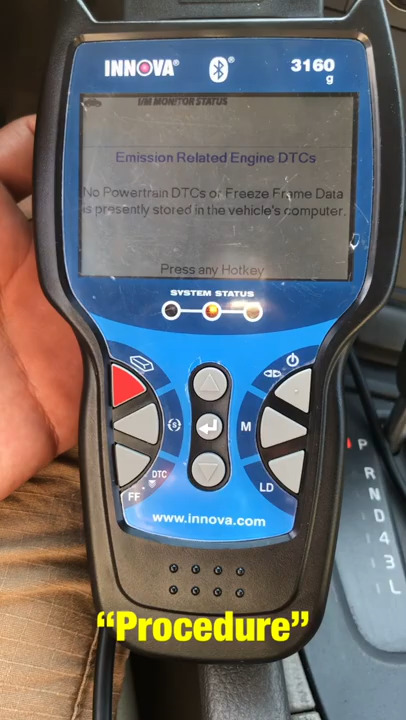 INNOVA®
3160
g
I/M MONITOR STATUS
Emission Related Engine DTCs
No Powertrain DTCs or Freeze Frame Data
is presently stored in the vehicle's computer.
Press any Hotkey
SYSTEM STATUS
S
M
DTC
FF
LD
www.innova.com
P
R
N
D
4
3
L
“Procedure”